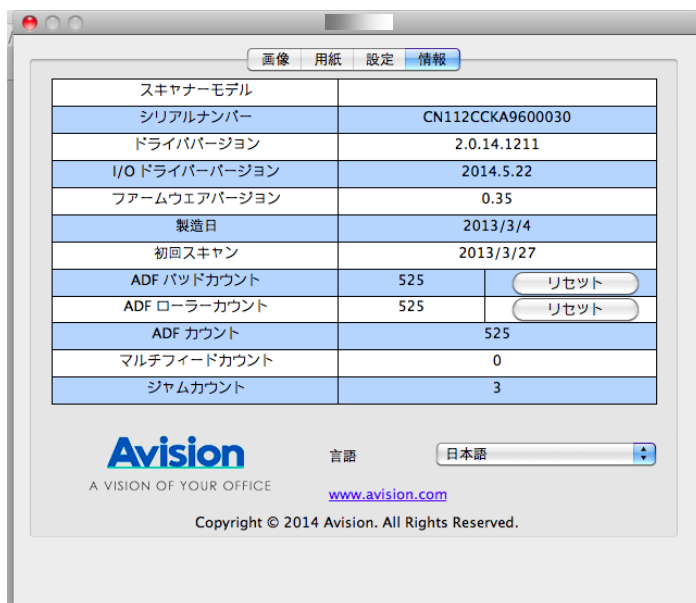 画像 用紙 設定 情報
スキャナーモデル
シリアルナンバー CN112CCKA9600030
ドライババージョン 2.0.14.1211
I/O ドライバーバージョン 2014.5.22
ファームウエアバージョン 0.35
製造日 2013/3/4
初回スキャン 2013/3/27
ADF パッドカウント 525 リセット
ADF ローラーカウント 525 リセット
ADF カウント 525
マルチフィードカウント 0
ジャムカウント 3
Avision
A VISION OF YOUR OFFICE
言語 日本語
www.avision.com
Copyright © 2014 Avision. All Rights Reserved.